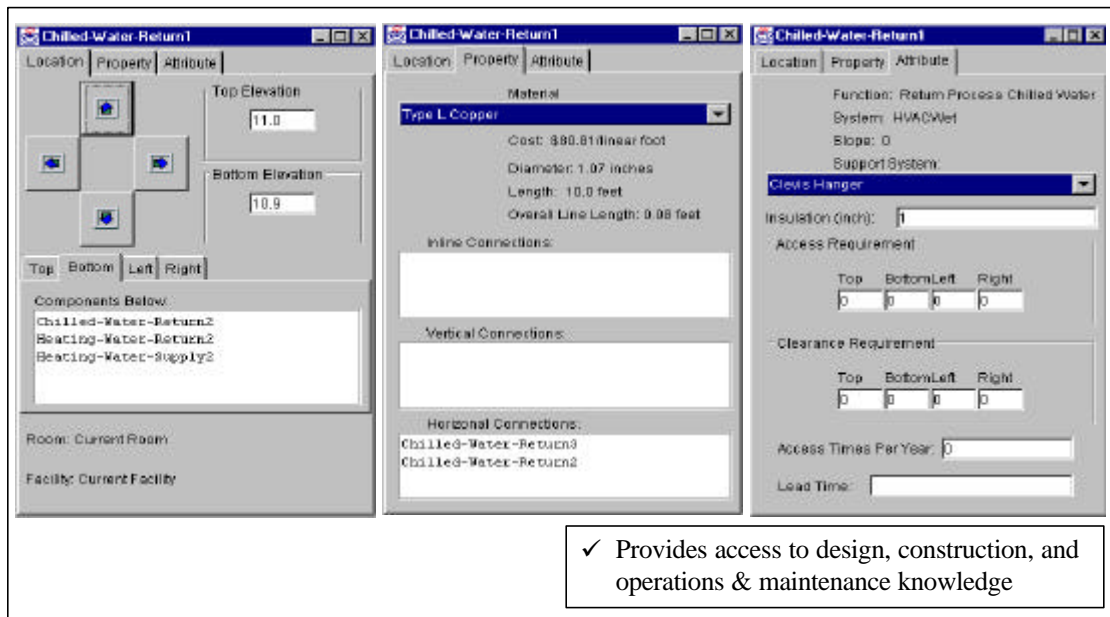 Chilled-Water-Return1
Location Property Attribute
Top Elevation
11.0
Bottom Elevation
10.9
Top Bottom Left Right
Components Below:
Chilled-Water-Return2
Heating-Water-Return2
Heating-Water-Supply2
Room: Current Room
Facility: Current Facility
Chilled-Water-Return1
Location Property Attribute
Material
Type L Copper
Cost: $80.81/linear foot
Diameter: 1.07 inches
Length: 10.0 feet
Overall Line Length: 0.08 feet
Inline Connections:
Vertical Connections:
Horizonal Connections:
Chilled-Water-Return3
Chilled-Water-Return2
Chilled-Water-Return1
Location Property Attribute
Function: Return Process Chilled Water
System: HVACWet
Slope: 0
Support System:
Clevis Hanger
Insulation (inch): 1
Access Requirement
Top Bottom Left Right
0 0 0 0
Clearance Requirement
Top Bottom Left Right
0 0 0 0
Access Times Per Year: 0
Lead Time:
✓ Provides access to design, construction, and
operations & maintenance knowledge